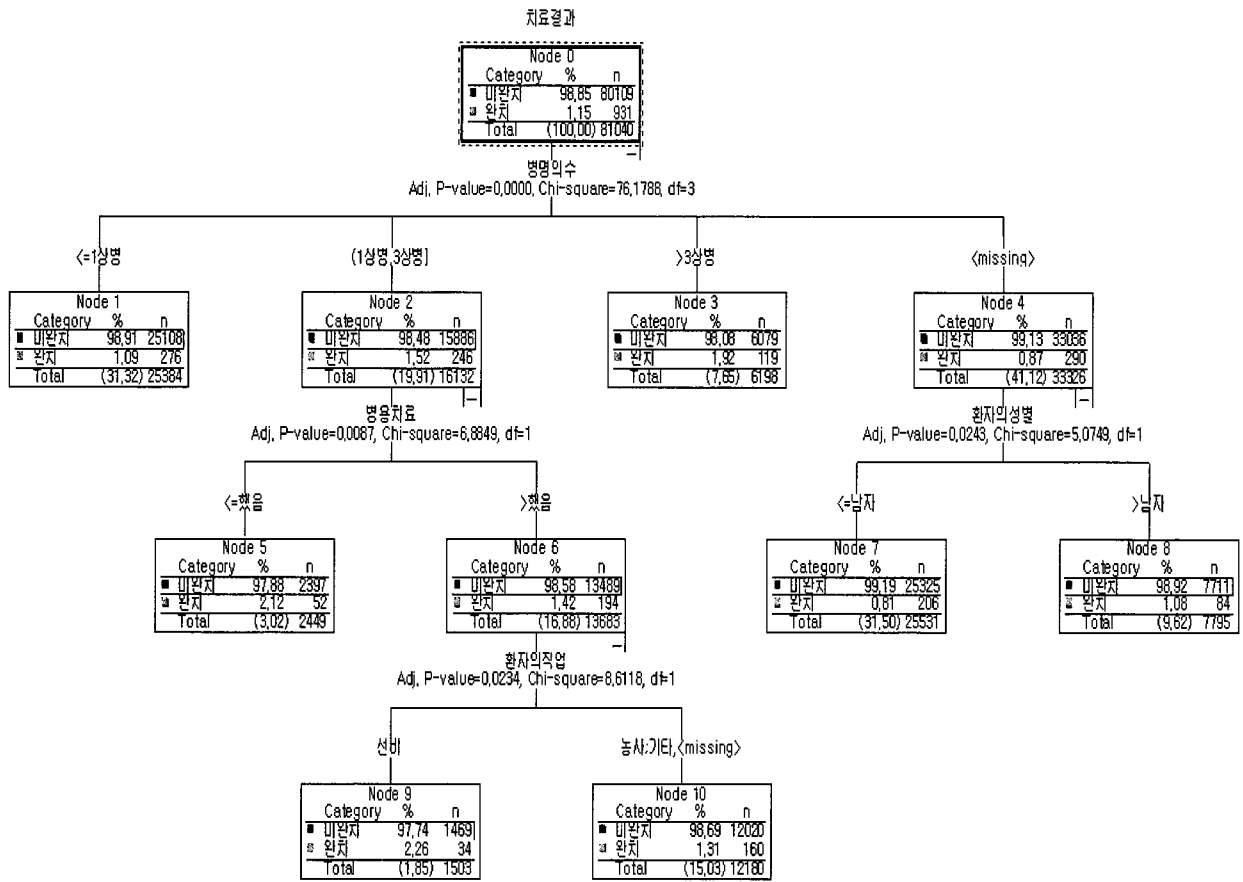 치료결과
Node 0
Category % n
미완치 98,85 80109
완치 1,15 931
Total (100,00) 81040
병명의수
Adj, P-value=0,0000, Chi-square=76,1788, df=3
<=1상병
(1상병,3상병]
>3상병
<missing>
Node 1
Category % n
미완치 98,91 25108
완치 1,09 276
Total (31,32) 25384
Node 2
Category % n
미완치 98,48 15886
완치 1,52 246
Total (19,91) 16132
Node 3
Category % n
미완치 98,08 6079
완치 1,92 119
Total (7,65) 6198
Node 4
Category % n
미완치 99,13 33036
완치 0,87 290
Total (41,12) 33326
병용치료
Adj, P-value=0,0087, Chi-square=6,8849, df=1
환자의성별
Adj, P-value=0,0243, Chi-square=5,0749, df=1
<=했음
>했음
<=남자
>남자
Node 5
Category % n
미완치 97,88 2397
완치 2,12 52
Total (3,02) 2449
Node 6
Category % n
미완치 98,58 13489
완치 1,42 194
Total (16,88) 13683
Node 7
Category % n
미완치 99,19 25325
완치 0,81 206
Total (31,50) 25531
Node 8
Category % n
미완치 98,92 7711
완치 1,08 84
Total (9,62) 7795
환자의직업
Adj, P-value=0,0234, Chi-square=8,6118, df=1
선비
농사;기타,<missing>
Node 9
Category % n
미완치 97,74 1469
완치 2,26 34
Total (1,85) 1503
Node 10
Category % n
미완치 98,69 12020
완치 1,31 160
Total (15,03) 12180